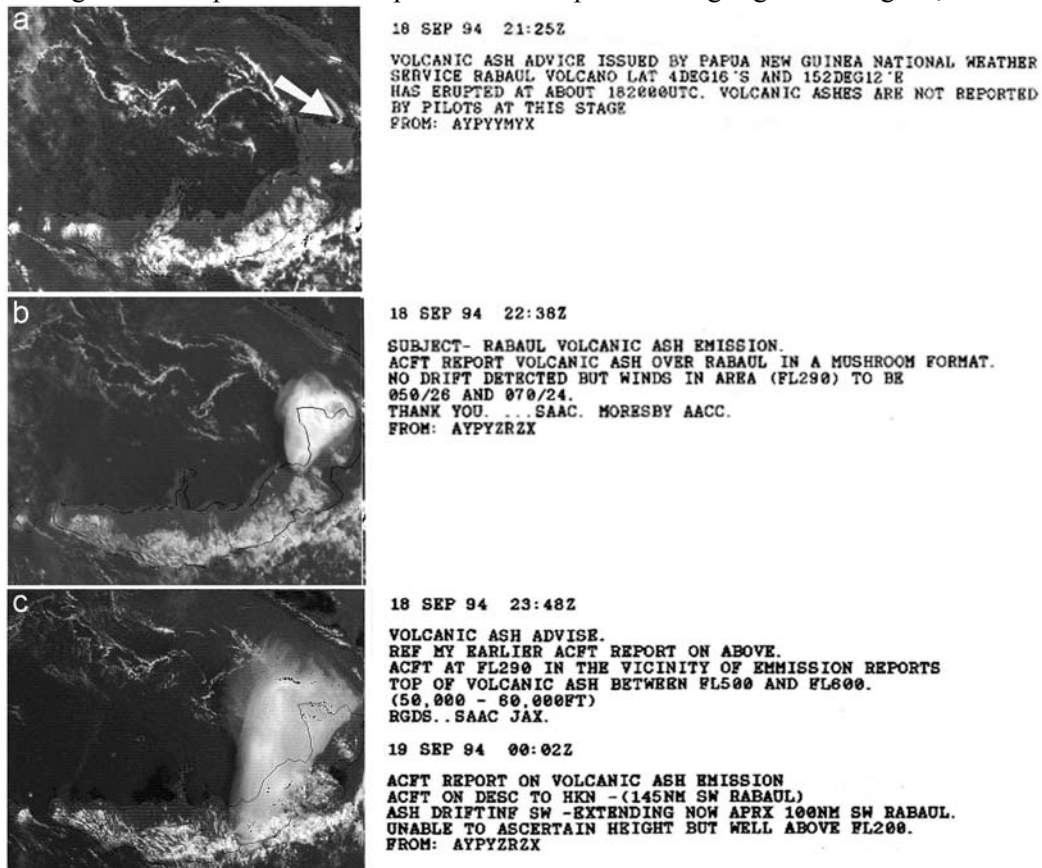 a
18 SEP 94 21:25Z
VOLCANIC ASH ADVICE ISSUED BY PAPUA NEW GUINEA NATIONAL WEATHER
SERVICE RABAUL VOLCANO LAT 4DEG16'S AND 152DEG12'E
HAS ERUPTED AT ABOUT 182000UTC. VOLCANIC ASHES ARE NOT REPORTED
BY PILOTS AT THIS STAGE
FROM: AYPYYMYX
b
18 SEP 94 22:38Z
SUBJECT- RABAUL VOLCANIC ASH EMISSION.
ACFT REPORT VOLCANIC ASH OVER RABAUL IN A MUSHROOM FORMAT.
NO DRIFT DETECTED BUT WINDS IN AREA (FL290) TO BE
050/26 AND 070/24.
THANK YOU. ...SAAC. MORESBY AACC.
FROM: AYPYZRZX
c
18 SEP 94 23:48Z
VOLCANIC ASH ADVISE.
REF MY EARLIER ACFT REPORT ON ABOVE.
ACFT AT FL290 IN THE VICINITY OF EMMISSION REPORTS
TOP OF VOLCANIC ASH BETWEEN FL500 AND FL600.
(50,000 - 60,000FT)
RGDS..SAAC JAX.
19 SEP 94 00:02Z
ACFT REPORT ON VOLCANIC ASH EMISSION
ACFT ON DESC TO HKN -(145NM SW RABAUL)
ASH DRIFTINF SW -EXTENDING NOW APRX 100NM SW RABAUL.
UNABLE TO ASCERTAIN HEIGHT BUT WELL ABOVE FL200.
FROM: AYPYZRZX